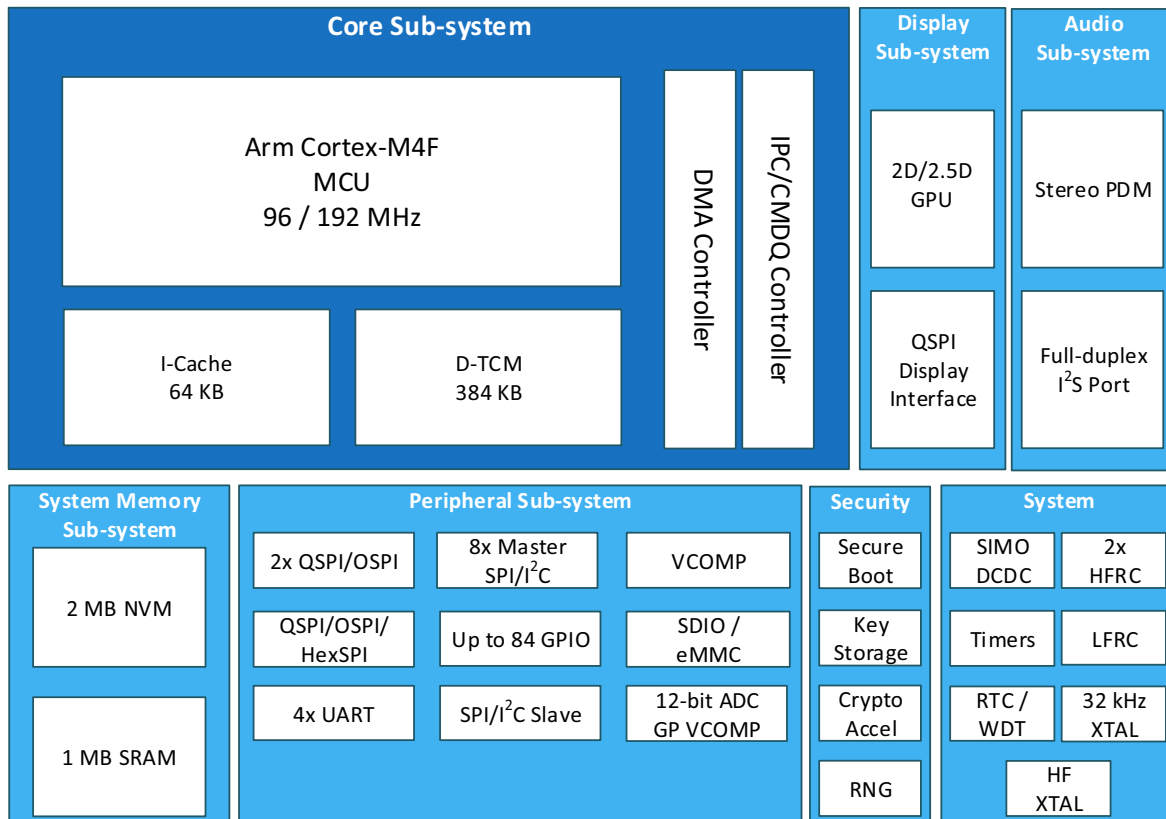 Core Sub-system
Arm Cortex-M4F
MCU
96 / 192 MHz
I-Cache
64 KB
D-TCM
384 KB
DMA Controller
IPC/CMDQ Controller
Display
Sub-system
2D/2.5D
GPU
QSPI
Display
Interface
Audio
Sub-system
Stereo PDM
Full-duplex
I²S Port
System Memory
Sub-system
2 MB NVM
1 MB SRAM
Peripheral Sub-system
2x QSPI/OSPI
8x Master
SPI/I²C
VCOMP
QSPI/OSPI/
HexSPI
Up to 84 GPIO
SDIO /
eMMC
4x UART
SPI/I²C Slave
12-bit ADC
GP VCOMP
Security
Secure
Boot
Key
Storage
Crypto
Accel
RNG
System
SIMO
DCDC
2x
HFRC
Timers
LFRC
RTC /
WDT
32 kHz
XTAL
HF
XTAL